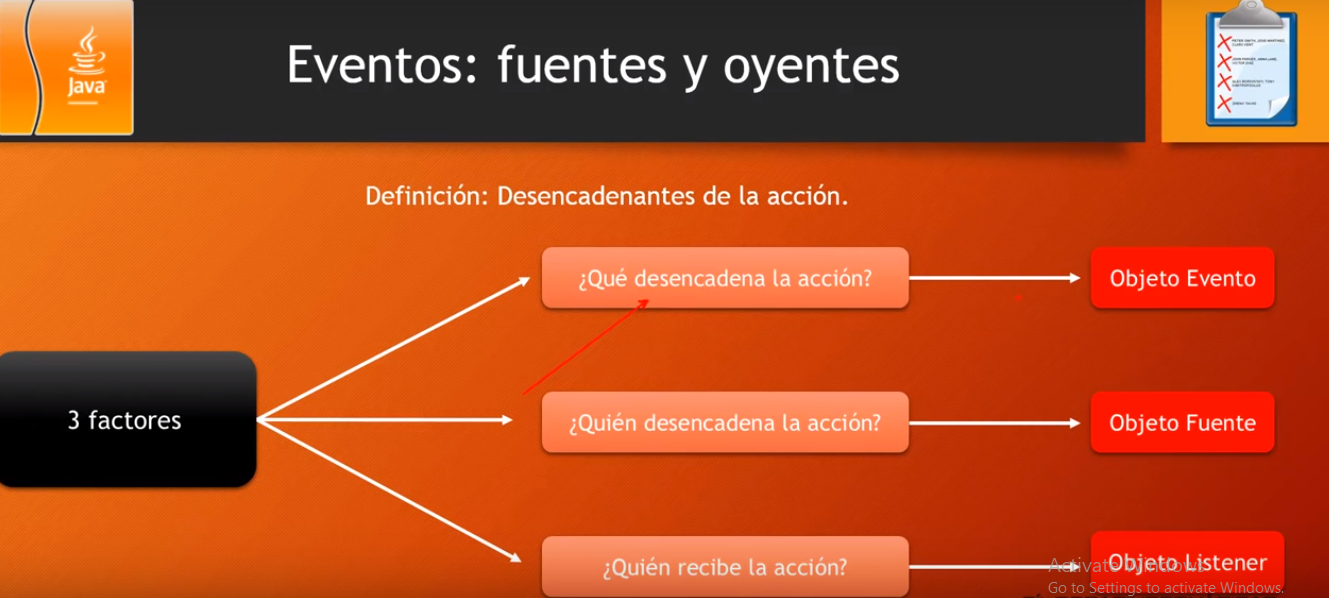 Java
Eventos: fuentes y oyentes
Definición: Desencadenantes de la acción.
3 factores
¿Qué desencadena la acción?
Objeto Evento
¿Quién desencadena la acción?
Objeto Fuente
¿Quién recibe la acción?
Objeto Listener
Activate Windows
Go to Settings to activate Windows.